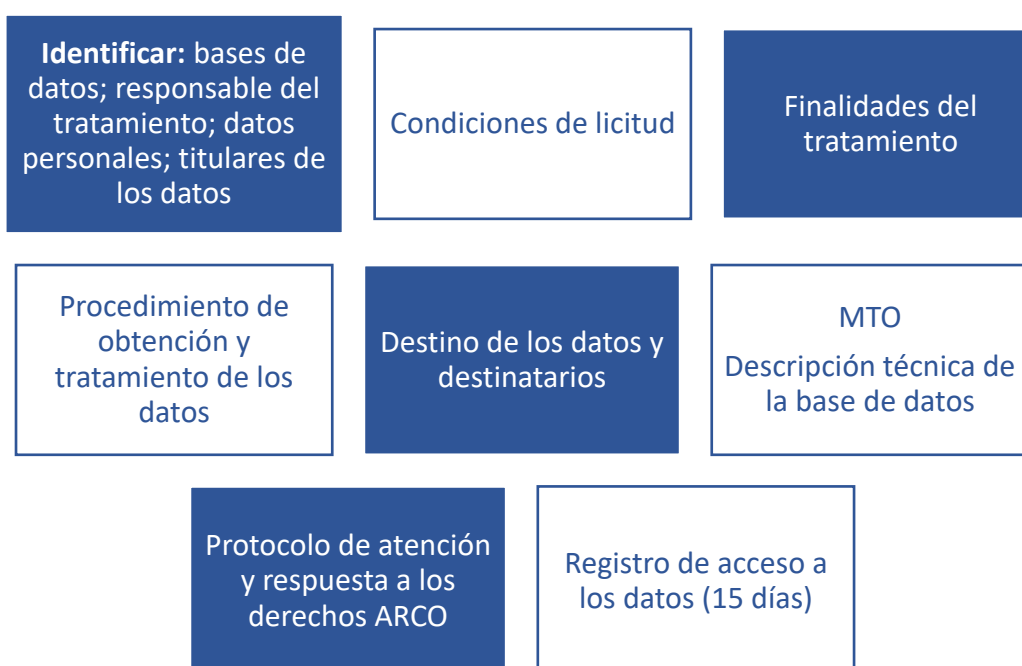 Identificar: bases de
datos; responsable del
tratamiento; datos
personales; titulares de
los datos
Condiciones de licitud
Finalidades del
tratamiento
Procedimiento de
obtención y
tratamiento de los
datos
Destino de los datos y
destinatarios
MTO
Descripción técnica de
la base de datos
Protocolo de atención
y respuesta a los
derechos ARCO
Registro de acceso a
los datos (15 días)